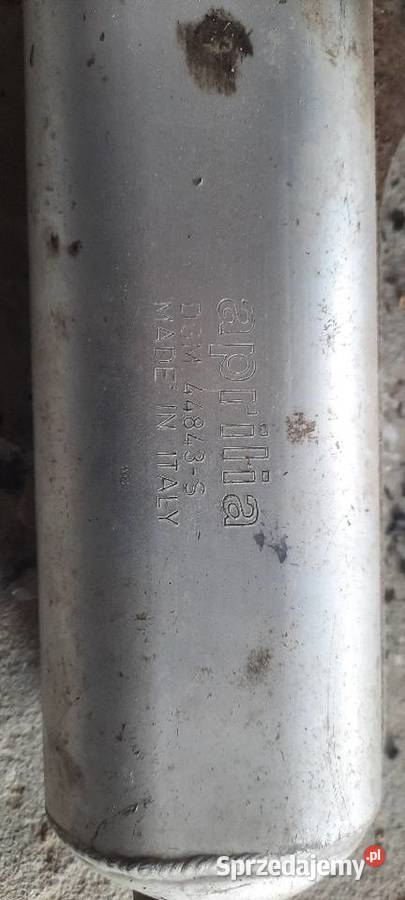 aprilia
DGM 44843-S
MADE IN ITALY
Sprzedajemy.pl